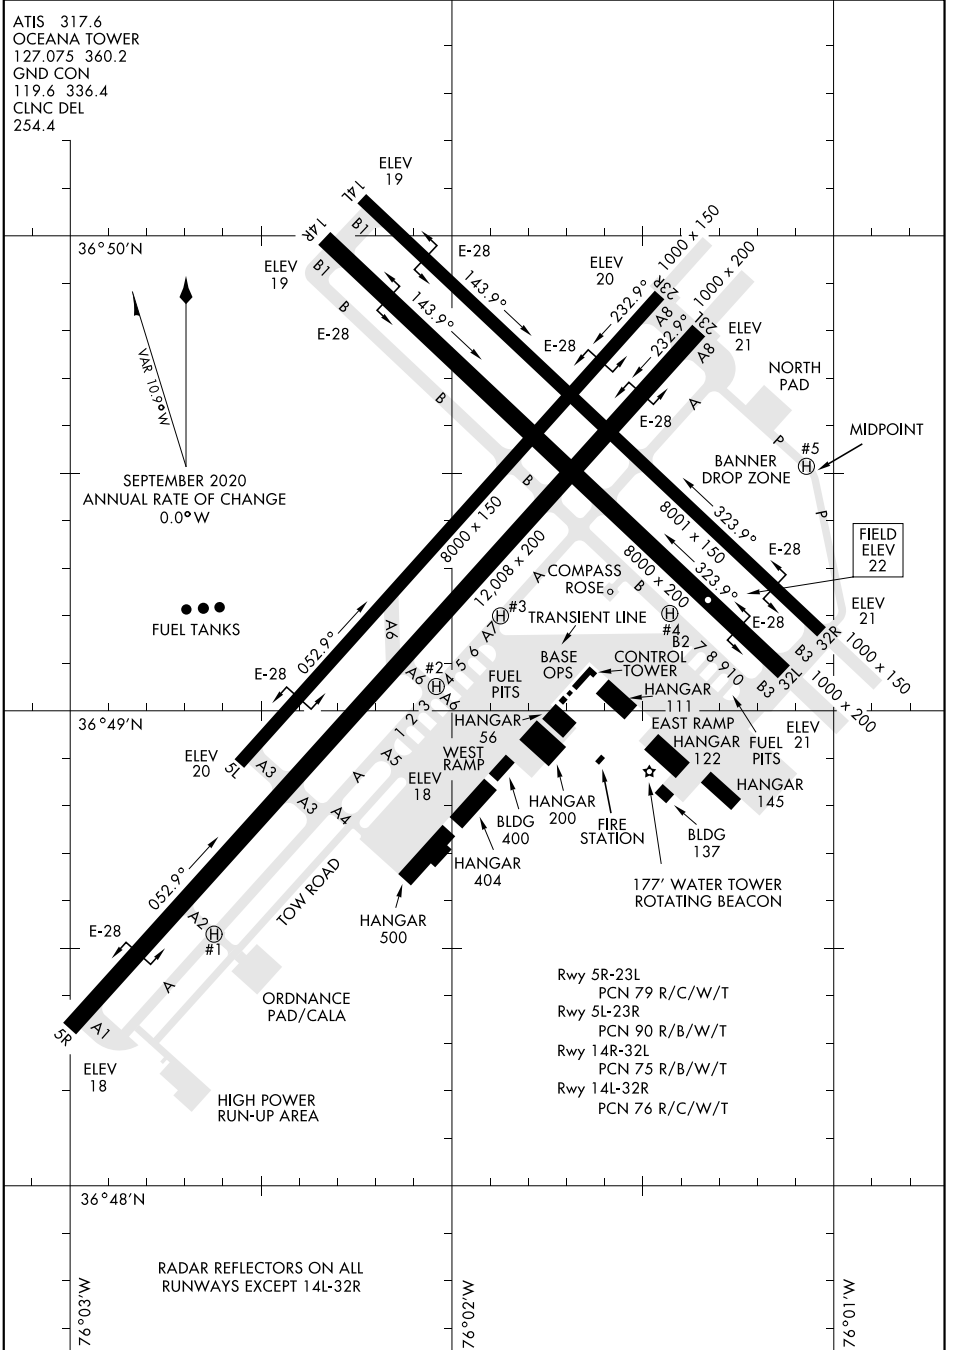 ATIS 317.6
OCEANA TOWER
127.075 360.2
GND CON
119.6 336.4
CLNC DEL
254.4
ELEV
19
14L
B1
14R
B1
ELEV
19
36°50'N
E-28
143.9°
E-28
143.9°
B
ELEV
20
232.9°
23R
1000 x 150
A8
232.9°
23L
1000 x 200
A8
ELEV
21
E-28
E-28
A
NORTH
PAD
P
#5
H
MIDPOINT
BANNER
DROP ZONE
P
VAR 10.9°W
SEPTEMBER 2020
ANNUAL RATE OF CHANGE
0.0°W
B
B
8000 x 150
12,008 x 200
8001 x 150
323.9°
E-28
8000 x 200
323.9°
E-28
FIELD
ELEV
22
ELEV
21
FUEL TANKS
COMPASS
ROSE
A
B
#3
H
A7
TRANSIENT LINE
H
#4
B2
7 8 9 10
B3
32R
1000 x 150
B3
32L
1000 x 200
ELEV
21
052.9°
A6
E-28
#2
H
A6
A6
1 2 3 4 5 6
FUEL
PITS
BASE
OPS
CONTROL
TOWER
HANGAR
111
36°49'N
HANGAR
56
EAST RAMP
HANGAR
122
FUEL
PITS
ELEV
20
5L
A3
A3
A4
A
A5
WEST
RAMP
ELEV
18
HANGAR
145
HANGAR
200
BLDG
400
FIRE
STATION
BLDG
137
HANGAR
404
177' WATER TOWER
ROTATING BEACON
HANGAR
500
TOW ROAD
052.9°
E-28
A2
H
#1
A
ORDNANCE
PAD/CALA
5R
A1
ELEV
18
HIGH POWER
RUN-UP AREA
Rwy 5R-23L
PCN 79 R/C/W/T
Rwy 5L-23R
PCN 90 R/B/W/T
Rwy 14R-32L
PCN 75 R/B/W/T
Rwy 14L-32R
PCN 76 R/C/W/T
36°48'N
RADAR REFLECTORS ON ALL
RUNWAYS EXCEPT 14L-32R
76°03'W
76°02'W
76°01'W